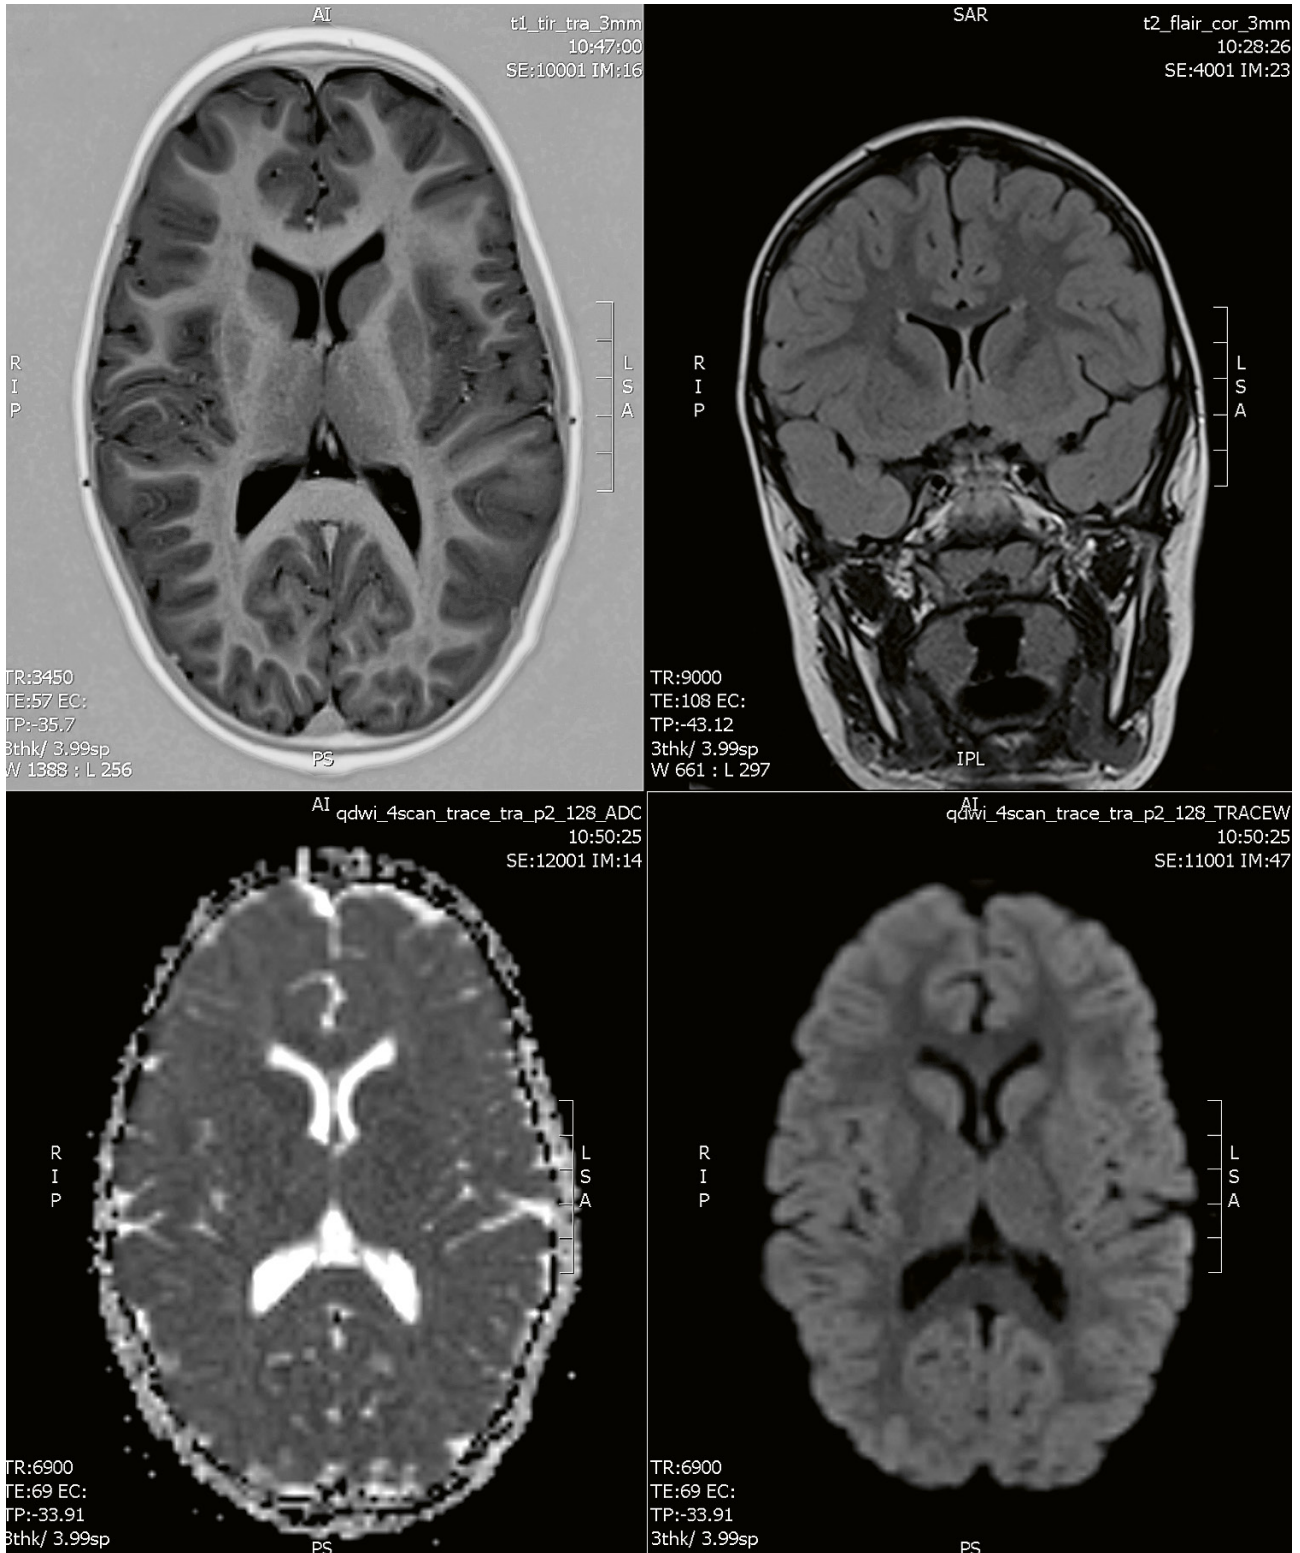 AI
t1_tir_tra_3mm
10:47:00
SE:10001 IM:16
R
I
P
L
S
A
TR:3450
TE:57 EC:
TP:-35.7
3thk/ 3.99sp
W 1388 : L 256
PS
SAR
t2_flair_cor_3mm
10:28:26
SE:4001 IM:23
R
I
P
L
S
A
TR:9000
TE:108 EC:
TP:-43.12
3thk/ 3.99sp
W 661 : L 297
IPL
AI
qdwi_4scan_trace_tra_p2_128_ADC
10:50:25
SE:12001 IM:14
R
I
P
L
S
A
TR:6900
TE:69 EC:
TP:-33.91
3thk/ 3.99sp
PS
AI
qdwi_4scan_trace_tra_p2_128_TRACEW
10:50:25
SE:11001 IM:47
R
I
P
L
S
A
TR:6900
TE:69 EC:
TP:-33.91
3thk/ 3.99sp
PS